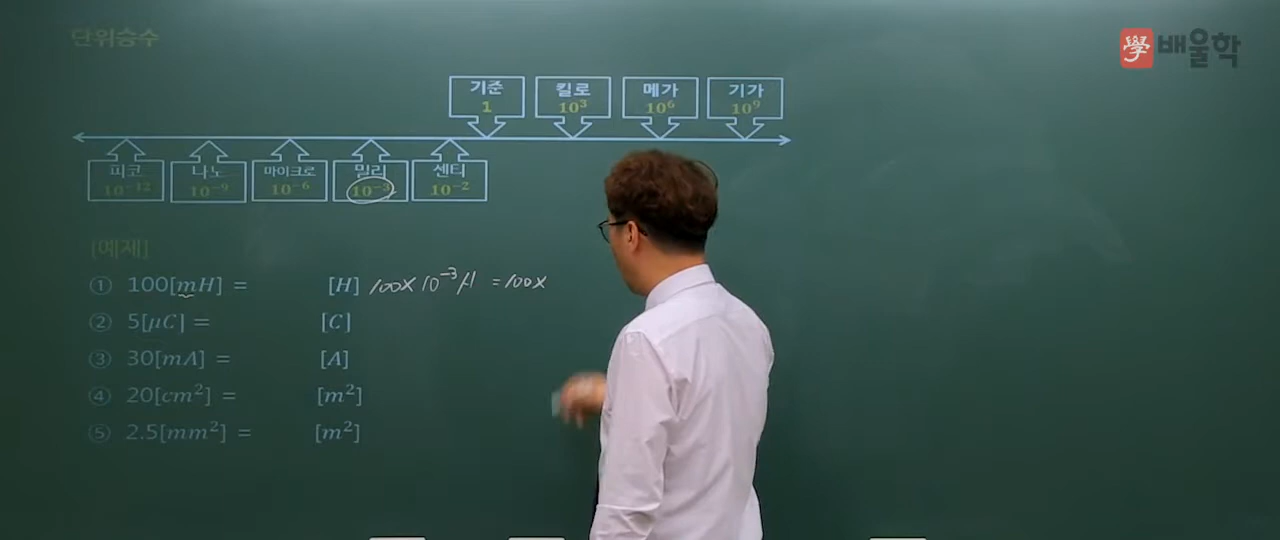 단위승수
學 배울학
기준 킬로 메가 기가
1 10³ 10⁶ 10⁹
피코 나노 마이크로 밀리 센티
10⁻¹² 10⁻⁹ 10⁻⁶ 10⁻³ 10⁻²
[예제]
① 100[mH] = [H] 100× 10⁻³ H = 100×
② 5[μC] = [C]
③ 30[mA] = [A]
④ 20[cm²] = [m²]
⑤ 2.5[mm²] = [m²]